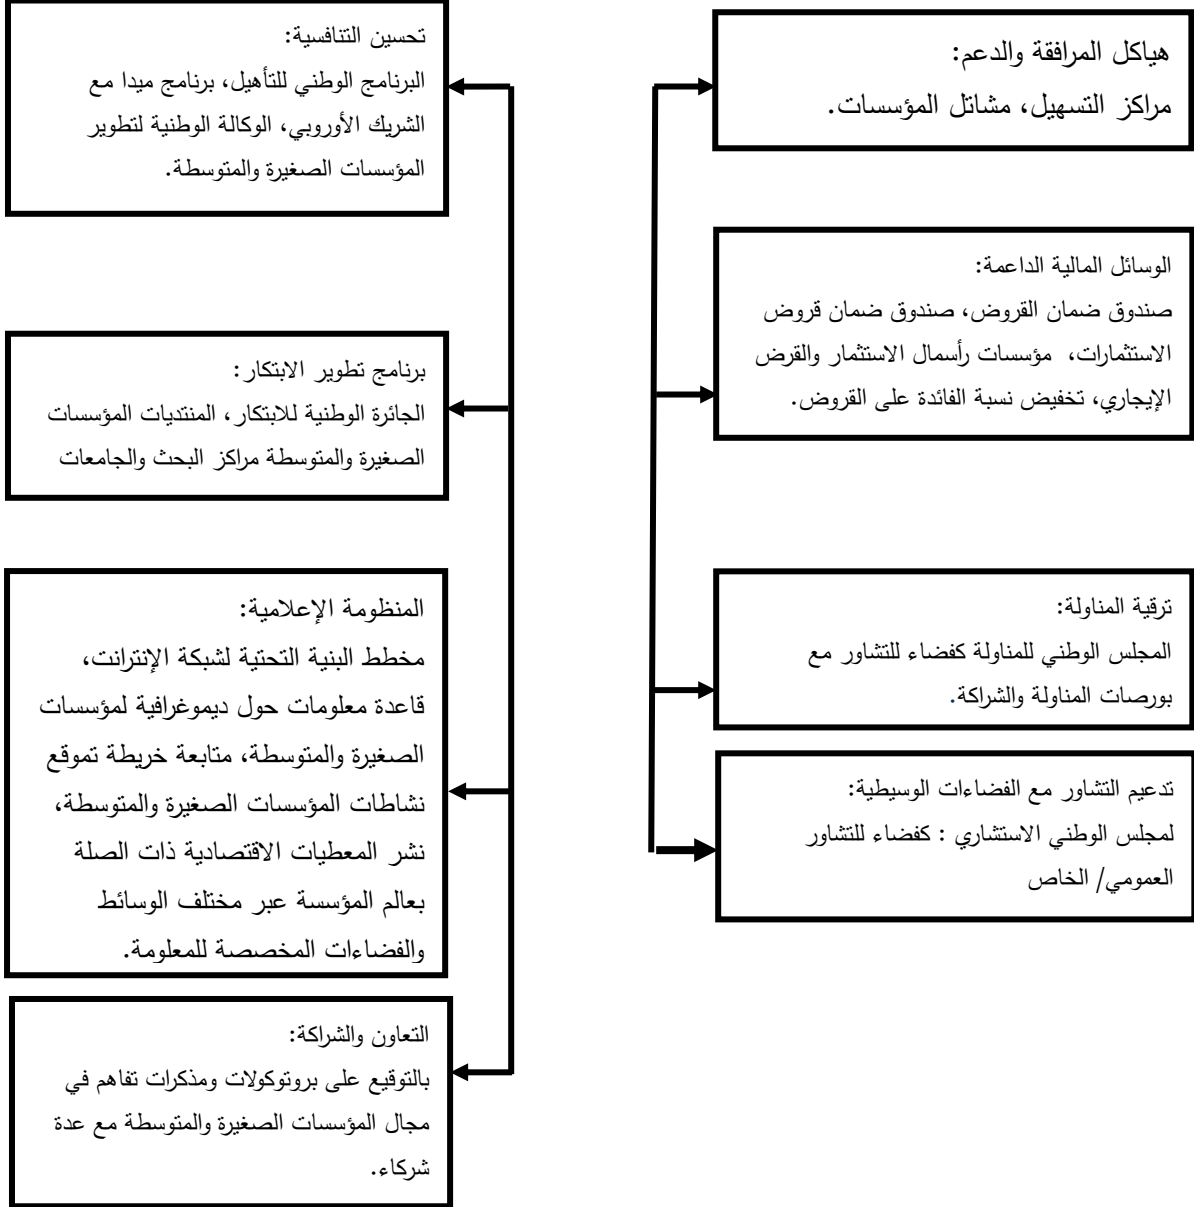 هياكل المرافقة والدعم:
مراكز التسهيل، مشاتل المؤسسات.
الوسائل المالية الداعمة:
صندوق ضمان القروض، صندوق ضمان قروض
الاستثمارات، مؤسسات رأسمال الاستثمار والقرض
الإيجاري، تخفيض نسبة الفائدة على القروض.
ترقية المناولة:
المجلس الوطني للمناولة كفضاء للتشاور مع
بورصات المناولة والشراكة.
تدعيم التشاور مع الفضاءات الوسيطية:
لمجلس الوطني الاستشاري : كفضاء للتشاور
العمومي/ الخاص
تحسين التنافسية:
البرنامج الوطني للتأهيل، برنامج ميدا مع
الشريك الأوروبي، الوكالة الوطنية لتطوير
المؤسسات الصغيرة والمتوسطة.
برنامج تطوير الابتكار:
الجائزة الوطنية للابتكار، المنتديات المؤسسات
الصغيرة والمتوسطة مراكز البحث والجامعات
المنظومة الإعلامية:
مخطط البنية التحتية لشبكة الإنترانت،
قاعدة معلومات حول ديموغرافية لمؤسسات
الصغيرة والمتوسطة، متابعة خريطة تموقع
نشاطات المؤسسات الصغيرة والمتوسطة،
نشر المعطيات الاقتصادية ذات الصلة
بعالم المؤسسة عبر مختلف الوسائط
والفضاءات المخصصة للمعلومة.
التعاون والشراكة:
بالتوقيع على بروتوكولات ومذكرات تفاهم في
مجال المؤسسات الصغيرة والمتوسطة مع عدة
شركاء.